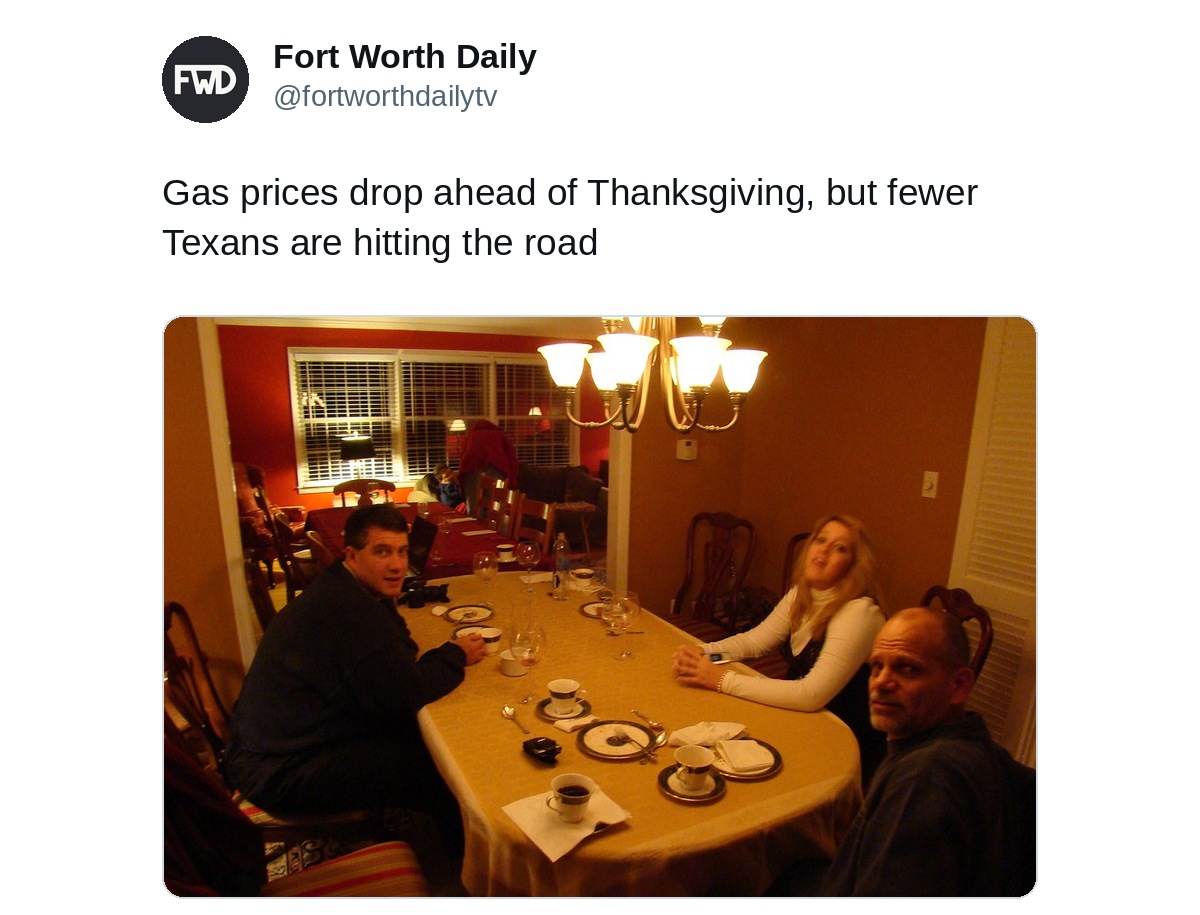 FWD
Fort Worth Daily
@fortworthdailytv
Gas prices drop ahead of Thanksgiving, but fewer
Texans are hitting the road